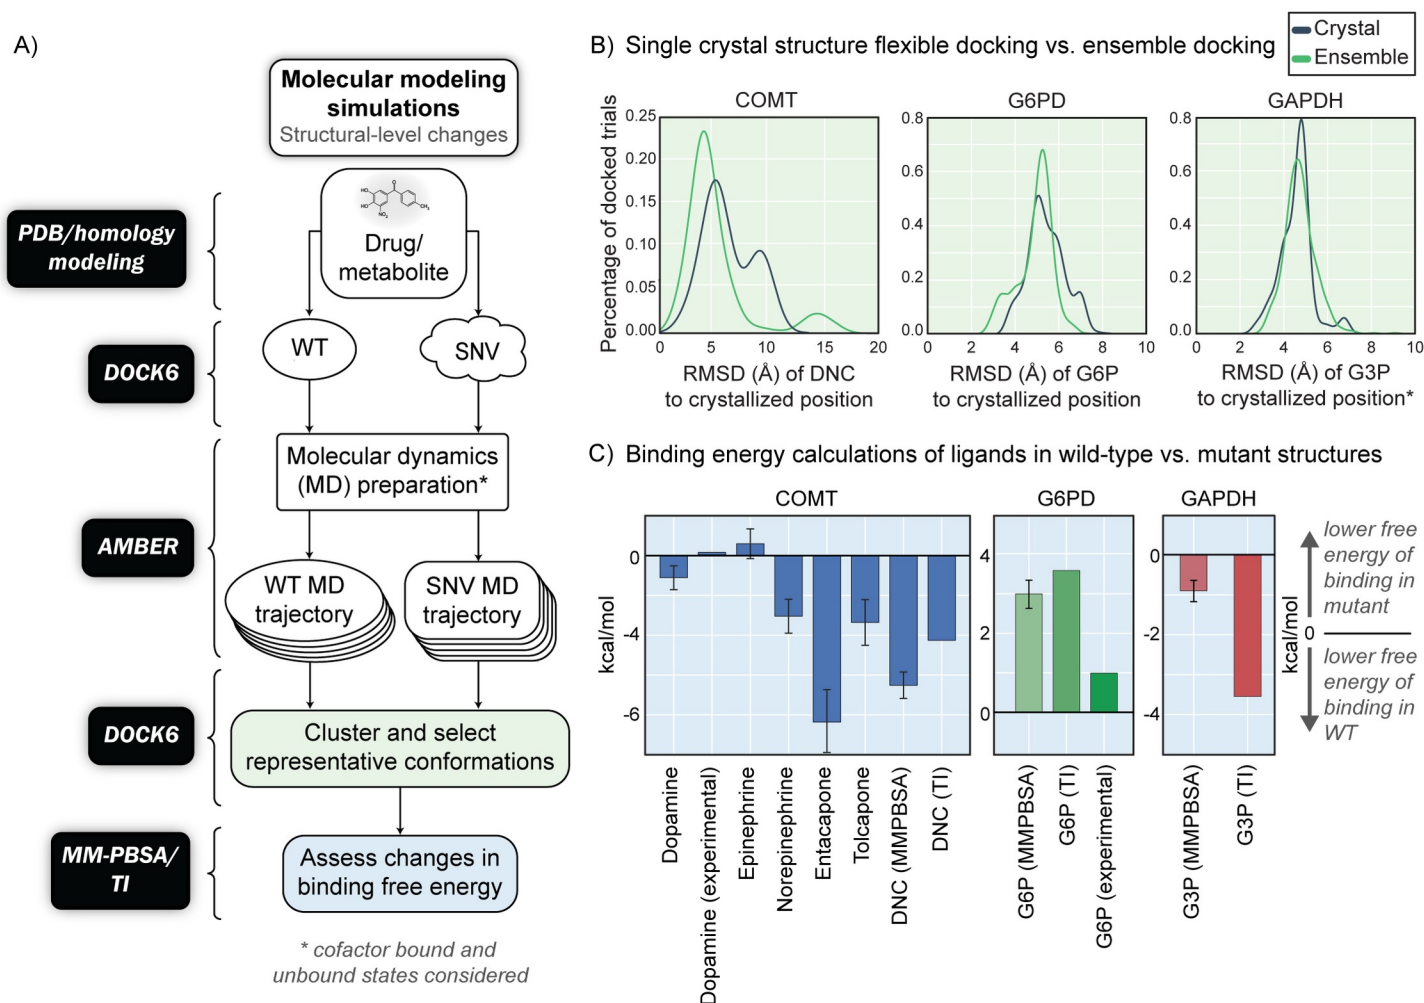 A)
Molecular modeling
simulations
Structural-level changes
HO
HO
O
NO2
CH3
Drug/
metabolite
PDB/homology
modeling
WT
SNV
DOCK6
Molecular dynamics
(MD) preparation*
AMBER
WT MD
trajectory
SNV MD
trajectory
DOCK6
Cluster and select
representative conformations
MM-PBSA/
TI
Assess changes in
binding free energy
* cofactor bound and
unbound states considered
B) Single crystal structure flexible docking vs. ensemble docking
Crystal
Ensemble
Percentage of docked trials
COMT
0.25
0.20
0.15
0.10
0.05
0.00
0 5 10 15 20
RMSD (Å) of DNC
to crystallized position
G6PD
0.8
0.6
0.4
0.2
0.0
0 2 4 6 8 10
RMSD (Å) of G6P
to crystallized position
GAPDH
0.8
0.6
0.4
0.2
0.0
0 2 4 6 8 10
RMSD (Å) of G3P
to crystallized position*
C) Binding energy calculations of ligands in wild-type vs. mutant structures
COMT
kcal/mol
0
-4
-6
Dopamine
Dopamine (experimental)
Epinephrine
Norepinephrine
Entacapone
Tolcapone
DNC (MMPBSA)
DNC (TI)
G6PD
4
2
0
G6P (MMPBSA)
G6P (TI)
G6P (experimental)
GAPDH
0
-2
-4
G3P (MMPBSA)
G3P (TI)
kcal/mol
lower free
energy of
binding in
mutant
0
lower free
energy of
binding in
WT